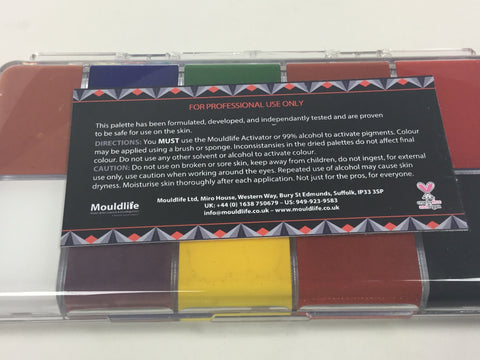 FOR PROFESSIONAL USE ONLY
This palette has been formulated, developed, and independantly tested and are proven
to be safe for use on the skin.
DIRECTIONS: You MUST use the Mouldlife Activator or 99% alcohol to activate pigments. Colour
may be applied using a brush or sponge. Inconsistansies in the dried palettes do not affect final
colour. Do not use any other solvent or alcohol to activate colour.
CAUTION: Do not use on broken or sore skin, keep away from children, do not ingest, for external
use only, use caution when working around the eyes. Repeated use of alcohol may cause skin
dryness. Moisturise skin thoroughly after each application. Not just for the pros, for everyone.
Mouldlife
Mouldlife Ltd, Miro House, Western Way, Bury St Edmunds, Suffolk, IP33 3SP
UK: +44 (0) 1638 750679 - US: 949-923-9583
info@mouldlife.co.uk – www.mouldlife.co.uk